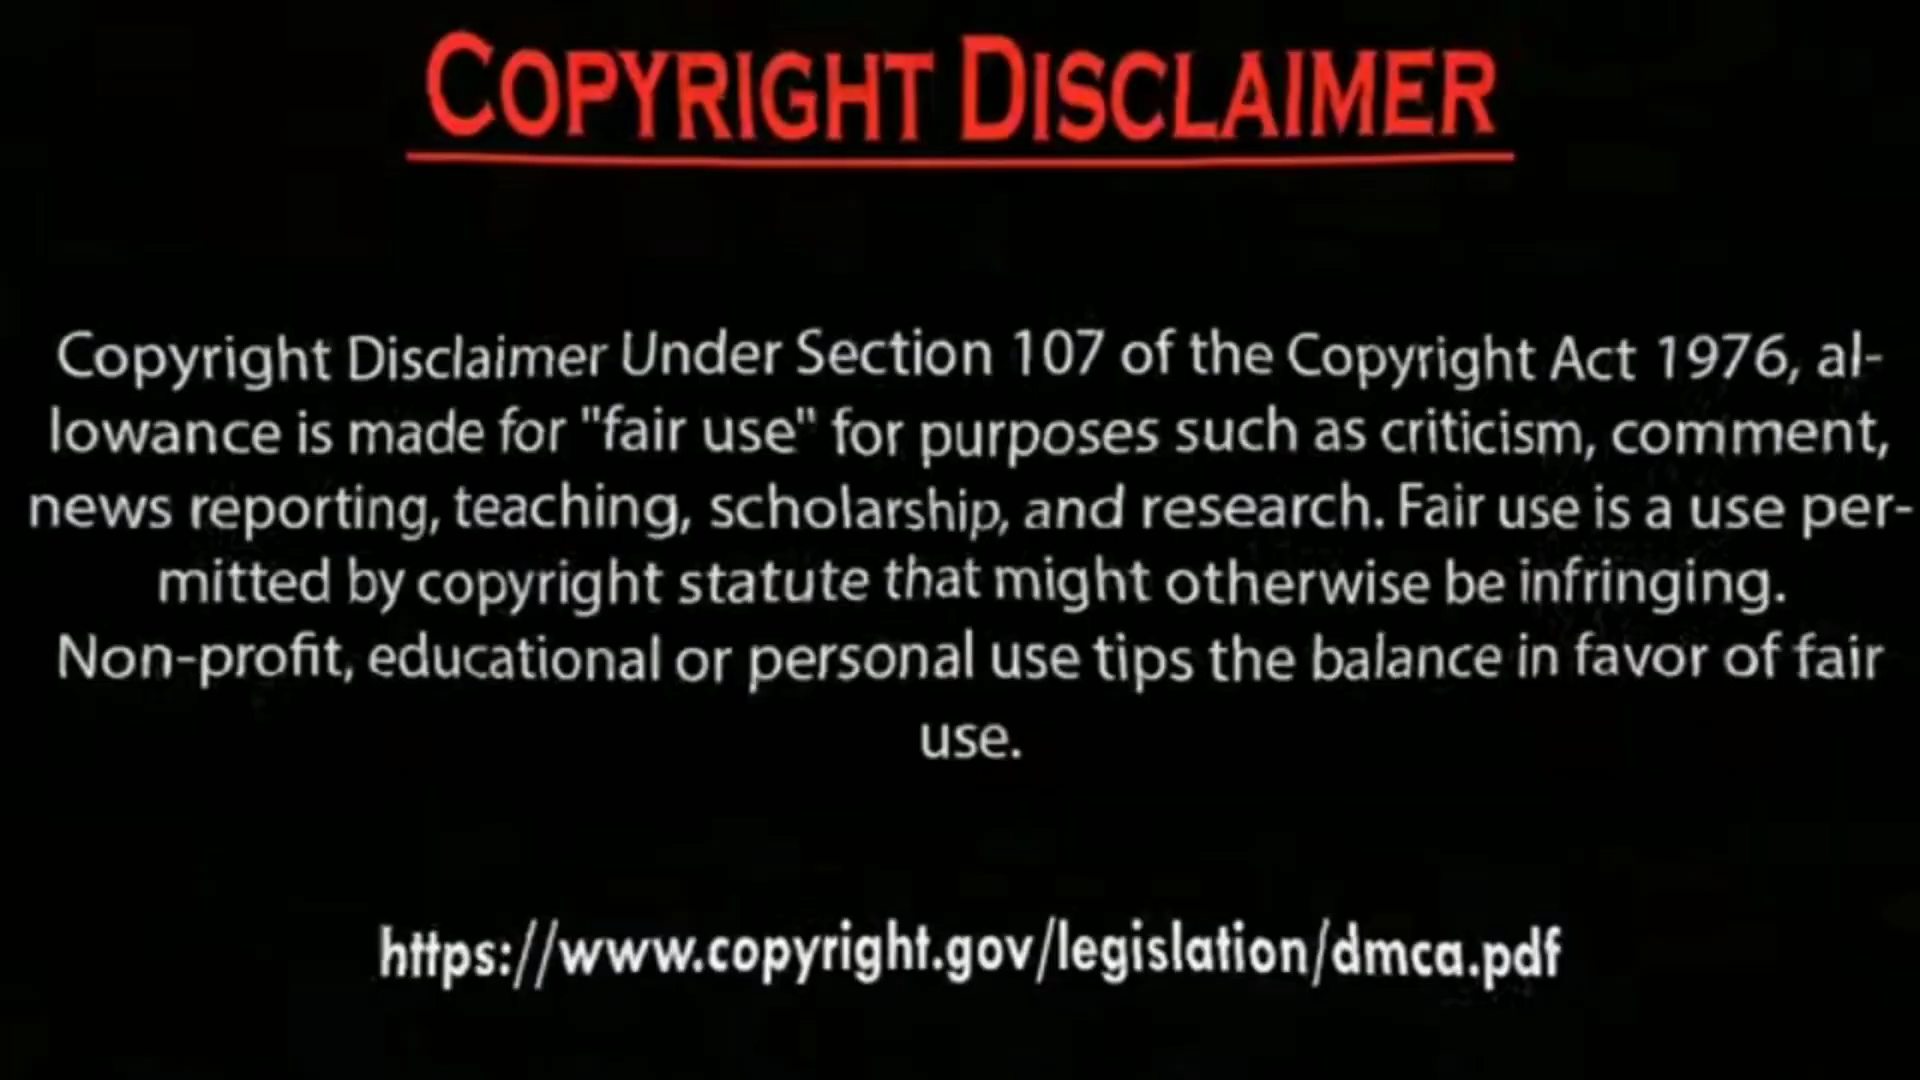 COPYRIGHT DISCLAIMER
Copyright Disclaimer Under Section 107 of the Copyright Act 1976, al-
lowance is made for "fair use" for purposes such as criticism, comment,
news reporting, teaching, scholarship, and research. Fair use is a use per-
mitted by copyright statute that might otherwise be infringing.
Non-profit, educational or personal use tips the balance in favor of fair
use.
https://www.copyright.gov/legislation/dmca.pdf